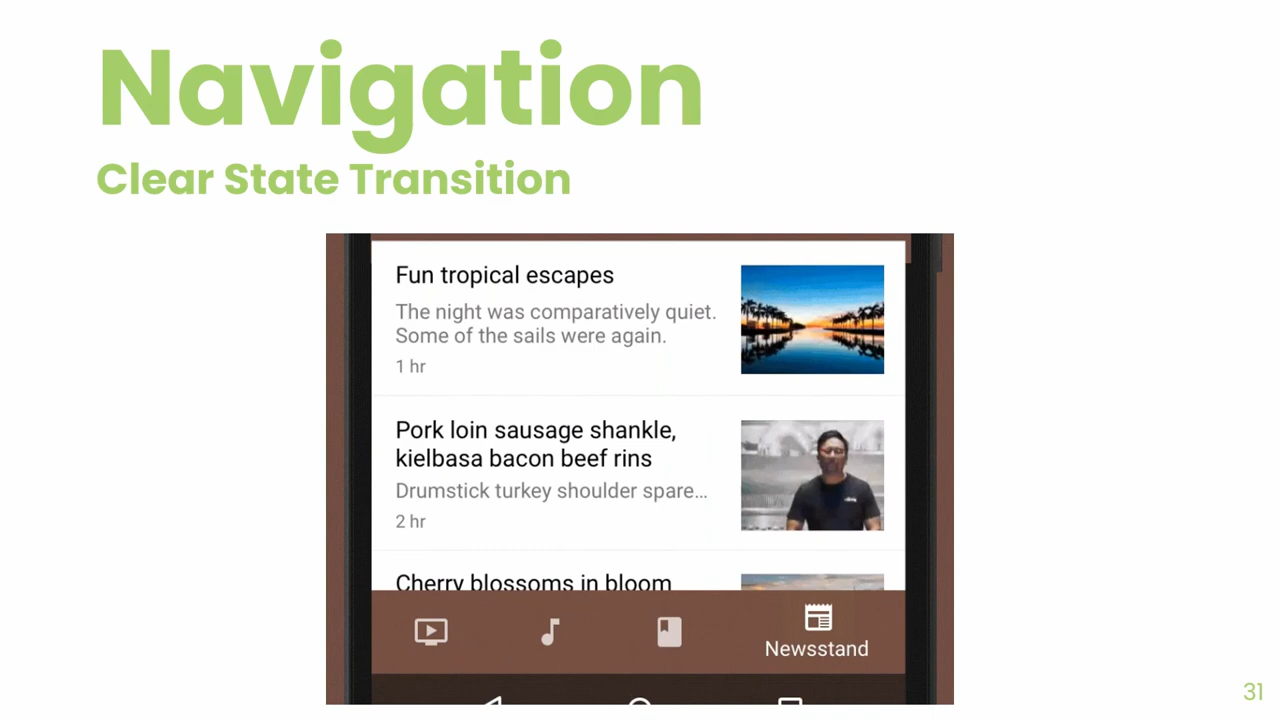 Navigation
Clear State Transition
Fun tropical escapes
The night was comparatively quiet.
Some of the sails were again.
1 hr
Pork loin sausage shankle,
kielbasa bacon beef rins
Drumstick turkey shoulder spare...
2 hr
Cherry blossoms in bloom
Newsstand
31